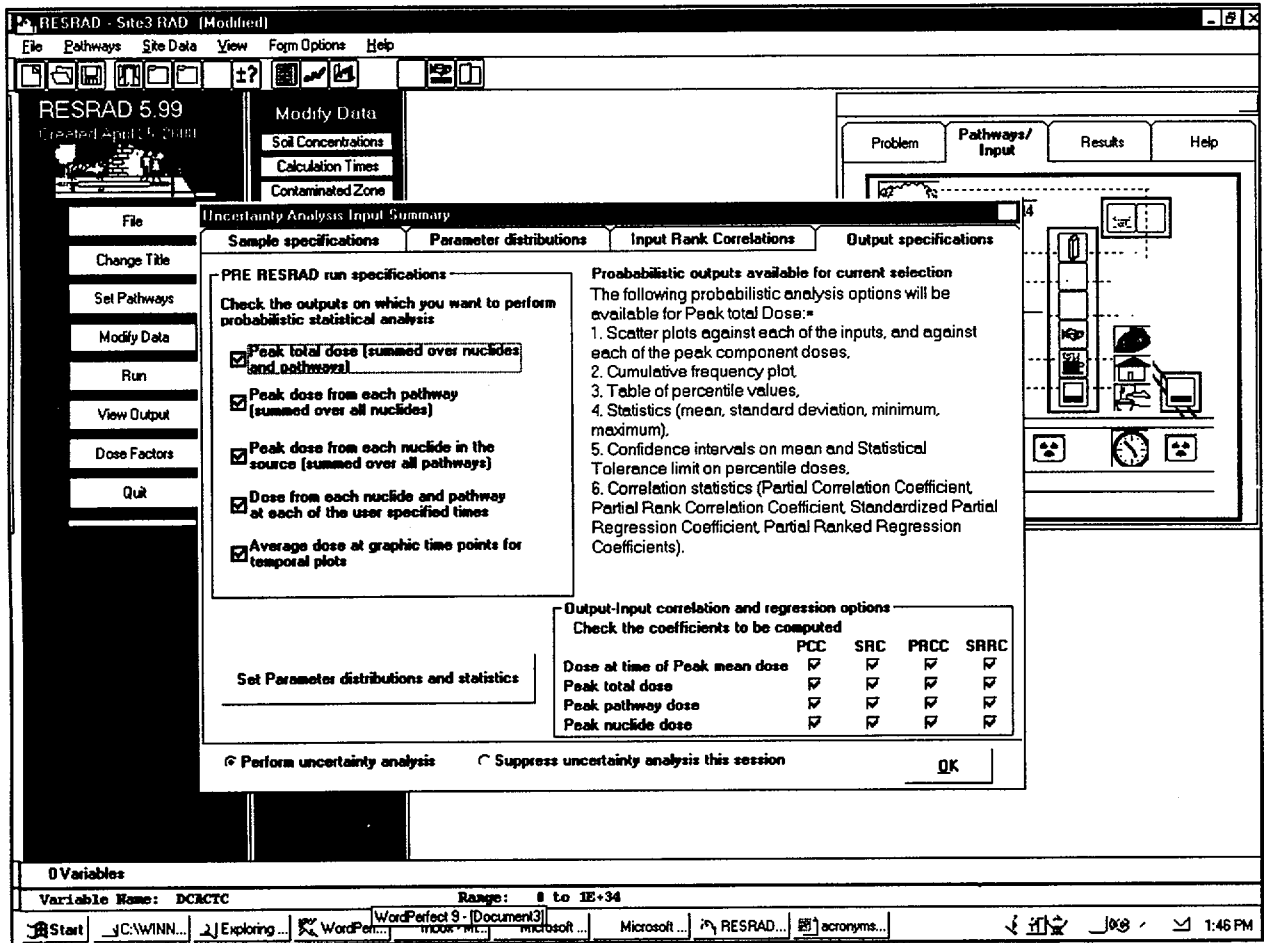 RESRAD - Site3.RAD (Modified)
File Pathways Site Data View Form Options Help
RESRAD 5.99
Modify Data
Soil Concentrations
Calculation Times
Contaminated Zone
File
Change Title
Set Pathways
Modify Data
Run
View Output
Dose Factors
Quit
Problem
Pathways/
Input
Results
Help
Uncertainty Analysis Input Summary
Sample specifications
Parameter distributions
Input Rank Correlations
Output specifications
PRE RESRAD run specifications
Check the outputs on which you want to perform
probabilistic statistical analysis
Peak total dose (summed over nuclides
and pathways)
Peak dose from each pathway
(summed over all nuclides)
Peak dose from each nuclide in the
source (summed over all pathways)
Dose from each nuclide and pathway
at each of the user specified times
Average dose at graphic time points for
temporal plots
Set Parameter distributions and statistics
Proababilistic outputs available for current selection
The following probabilistic analysis options will be
available for Peak total Dose:=
1. Scatter plots against each of the inputs, and against
each of the peak component doses,
2. Cumulative frequency plot,
3. Table of percentile values,
4. Statistics (mean, standard deviation, minimum,
maximum),
5. Confidence intervals on mean and Statistical
Tolerance limit on percentile doses,
6. Correlation statistics (Partial Correlation Coefficient,
Partial Rank Correlation Coefficient, Standardized Partial
Regression Coefficient, Partial Ranked Regression
Coefficients).
Output-Input correlation and regression options
Check the coefficients to be computed
PCC SRC PRCC SRRC
Dose at time of Peak mean dose
Peak total dose
Peak pathway dose
Peak nuclide dose
Perform uncertainty analysis
Suppress uncertainty analysis this session
OK
0 Variables
Variable Name: DCACTC Range: 0 to 1E+34
WordPerfect 9 - [Document3]
Start C:\WINN... Exploring ... WordPerf... Microsoft ... Microsoft ... RESRAD... acronyms... 1:46 PM